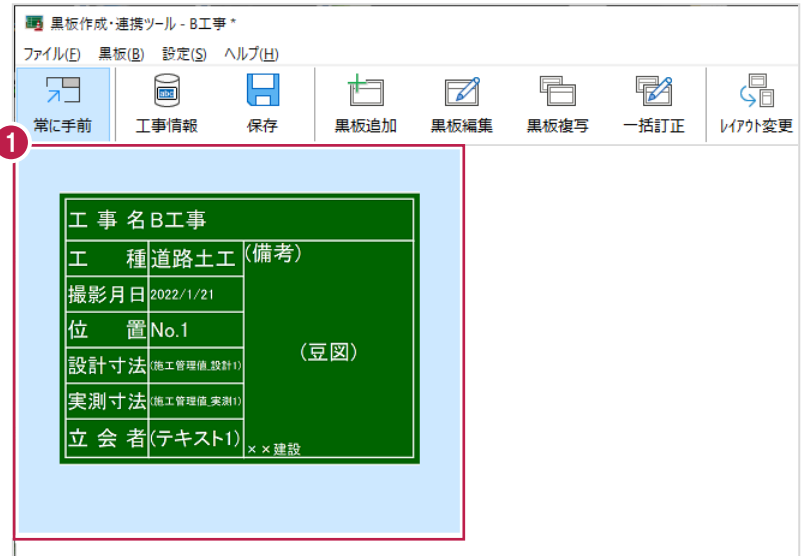 黒板作成・連携ツール - B工事 *
ファイル(F) 黒板(B) 設定(S) ヘルプ(H)
常に手前 工事情報 保存 黒板追加 黒板編集 黒板複写 一括訂正 レイアウト変更
1
工 事 名 B工事
工 種 道路土工 (備考)
撮影月日 2022/1/21
位 置 No.1
(豆図)
設計寸法 (施工管理値_設計1)
実測寸法 (施工管理値_実測1)
立 会 者 (テキスト1)
××建設